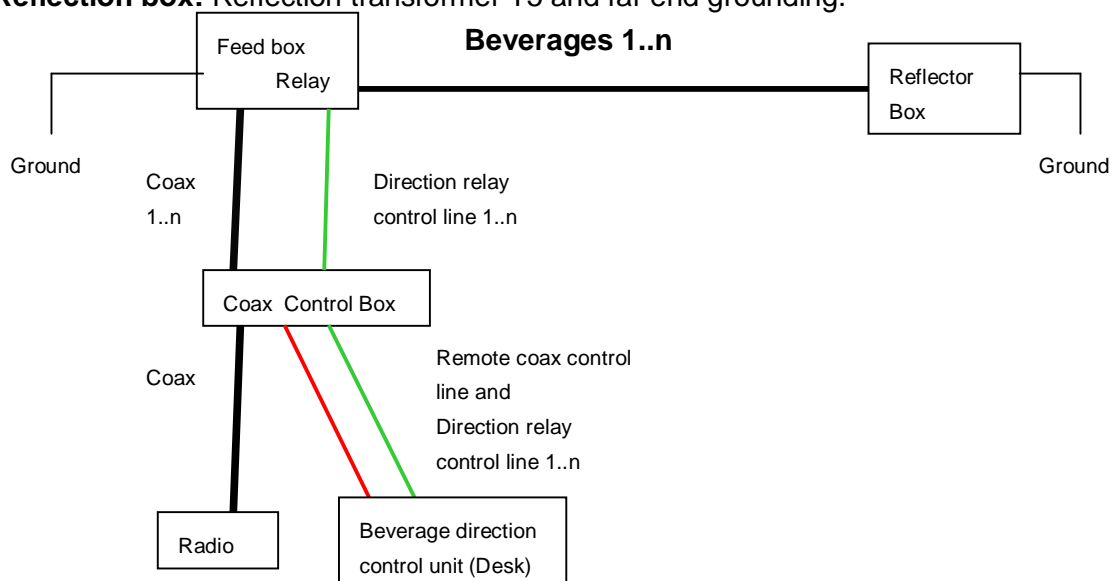 Reflection box: Reflection transformer T3 and far end grounding.
Beverages 1..n
Feed box
Relay
Reflector
Box
Ground
Ground
Coax
1..n
Direction relay
control line 1..n
Coax Control Box
Coax
Remote coax control
line and
Direction relay
control line 1..n
Radio
Beverage direction
control unit (Desk)